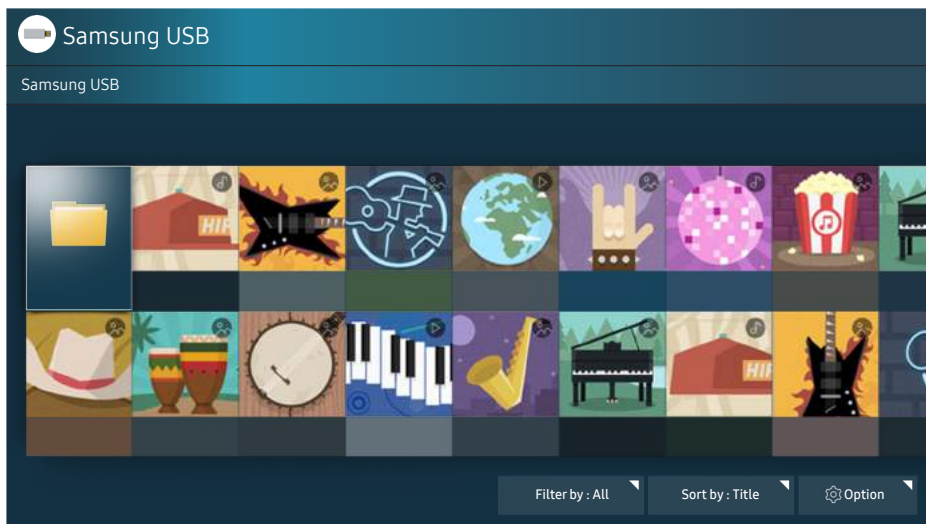 Samsung USB
Samsung USB
HIP
HIP
Filter by : All
Sort by : Title
Option